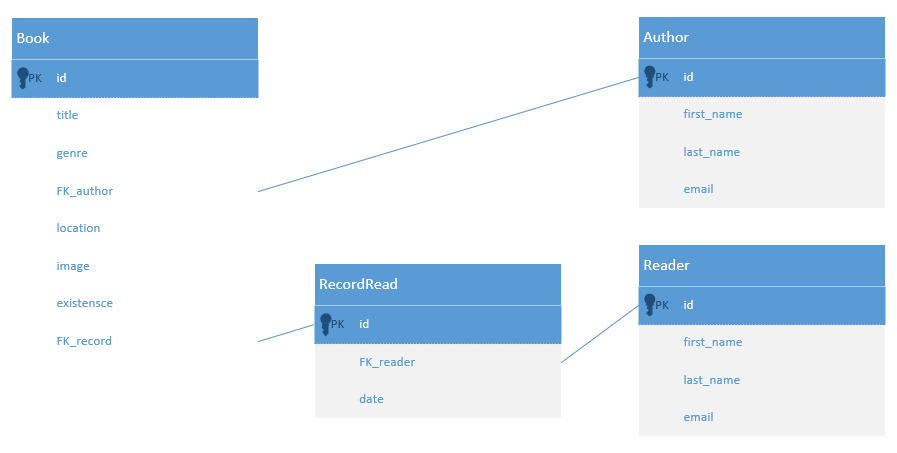 Book
PK id
title
genre
FK_author
location
image
existensce
FK_record
RecordRead
PK id
FK_reader
date
Author
PK id
first_name
last_name
email
Reader
PK id
first_name
last_name
email